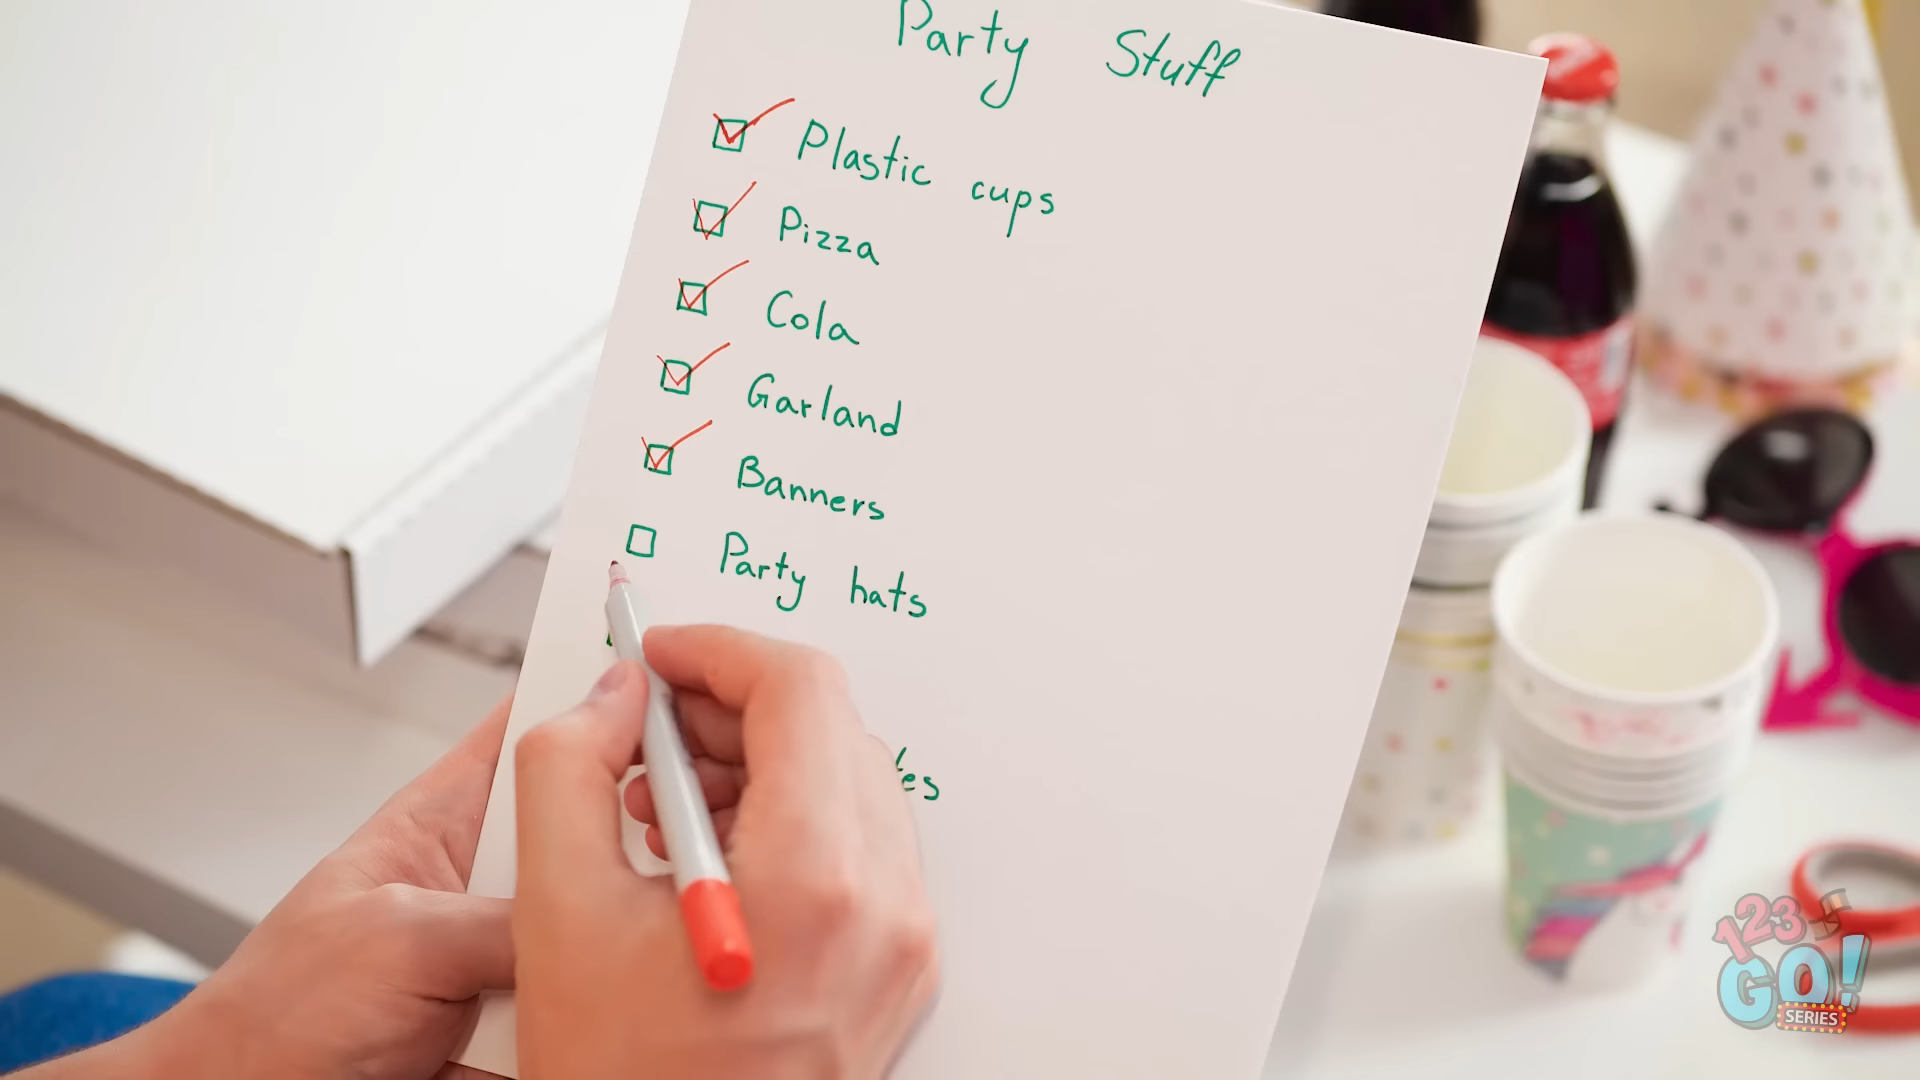 Party Stuff
Plastic cups
Pizza
Cola
Garland
Banners
Party hats
123
GO!
SERIES